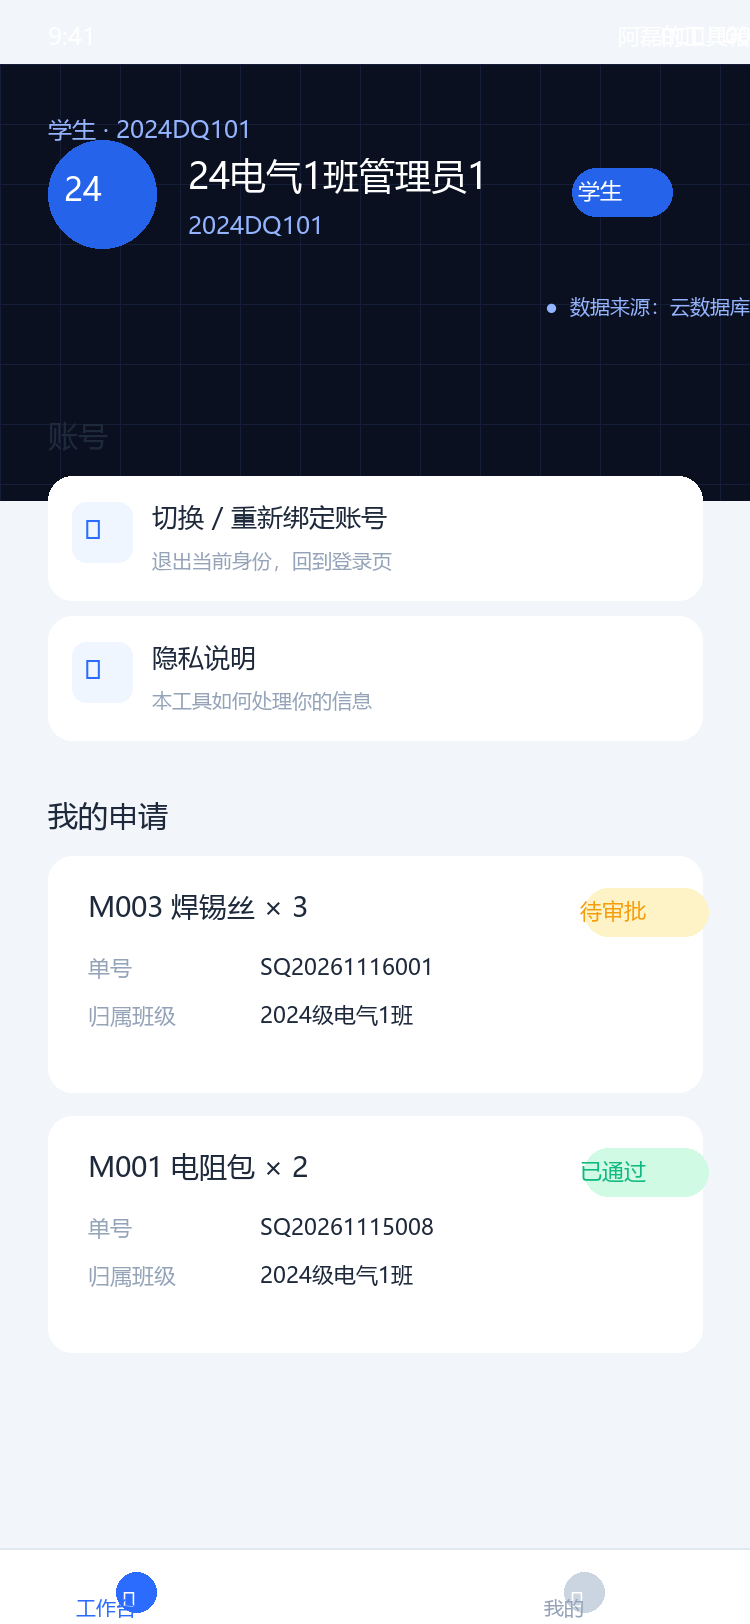 9:41
学生 · 2024DQ101
24
24电气1班管理员1
学生
2024DQ101
数据来源：云数据库
账号
切换 / 重新绑定账号
退出当前身份，回到登录页
隐私说明
本工具如何处理你的信息
我的申请
M003 焊锡丝 × 3
待审批
单号 SQ20261116001
归属班级 2024级电气1班
M001 电阻包 × 2
已通过
单号 SQ20261115008
归属班级 2024级电气1班
工作台 我的